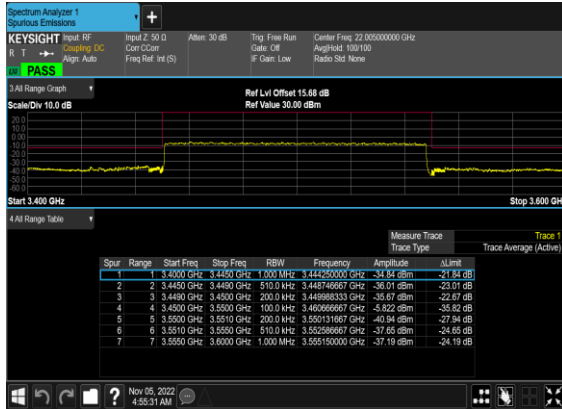 Spectrum Analyzer 1
Spurious Emissions
KEYSIGHT Input: RF Input Z: 50 Ω Atten: 30 dB Trig: Free Run Center Freq: 22.005000000 GHz
R T Coupling: DC Corr CCorr Gate: Off Avg|Hold: 100/100
Align: Auto Freq Ref: Int (S) IF Gain: Low Radio Std: None
PASS
3 All Range Graph
Ref Lvl Offset 15.68 dB
Scale/Div 10.0 dB Ref Value 30.00 dBm
20.0
10.0
0.00
-10.0
-20.0
-30.0
-40.0
-50.0
-60.0
Start 3.400 GHz Stop 3.600 GH
4 All Range Table
Measure Trace Trace 1
Trace Type Trace Average (Active)
Spur Range Start Freq Stop Freq RBW Frequency Amplitude ΔLimit
1 1 3.4000 GHz 3.4450 GHz 1.000 MHz 3.444250000 GHz -34.84 dBm -21.84 dB
2 2 3.4450 GHz 3.4490 GHz 510.0 kHz 3.448746667 GHz -36.01 dBm -23.01 dB
3 3 3.4490 GHz 3.4500 GHz 200.0 kHz 3.449988333 GHz -35.67 dBm -22.67 dB
4 4 3.4500 GHz 3.5500 GHz 100.0 kHz 3.460666667 GHz -5.822 dBm -35.82 dB
5 5 3.5500 GHz 3.5510 GHz 200.0 kHz 3.550131667 GHz -40.94 dBm -27.94 dB
6 6 3.5510 GHz 3.5550 GHz 510.0 kHz 3.552586667 GHz -37.65 dBm -24.65 dB
7 7 3.5550 GHz 3.6000 GHz 1.000 MHz 3.555150000 GHz -37.19 dBm -24.19 dB
? Nov 05, 2022
4:55:31 AM